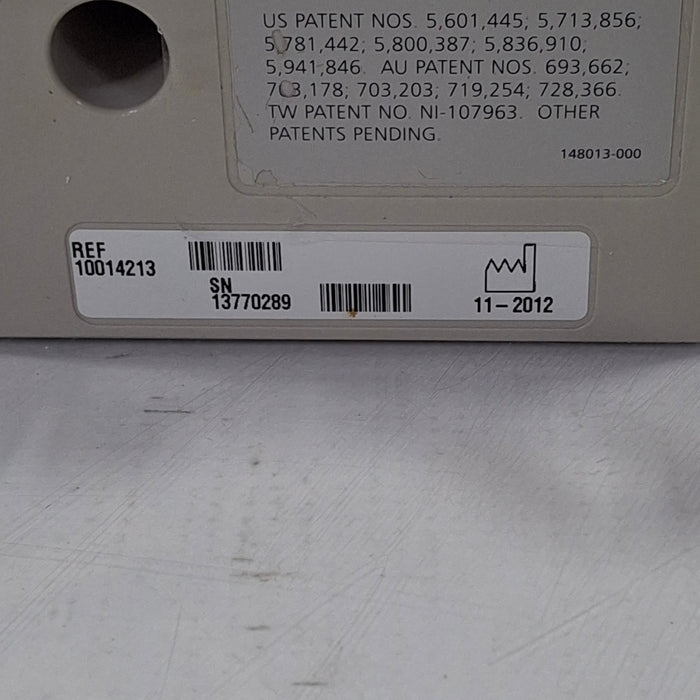 US PATENT NOS. 5,601,445; 5,713,856;
5,781,442; 5,800,387; 5,836,910;
5,941,846. AU PATENT NOS. 693,662;
703,178; 703,203; 719,254; 728,366.
TW PATENT NO. NI-107963. OTHER
PATENTS PENDING.
148013-000
REF
10014213
SN
13770289
11-2012